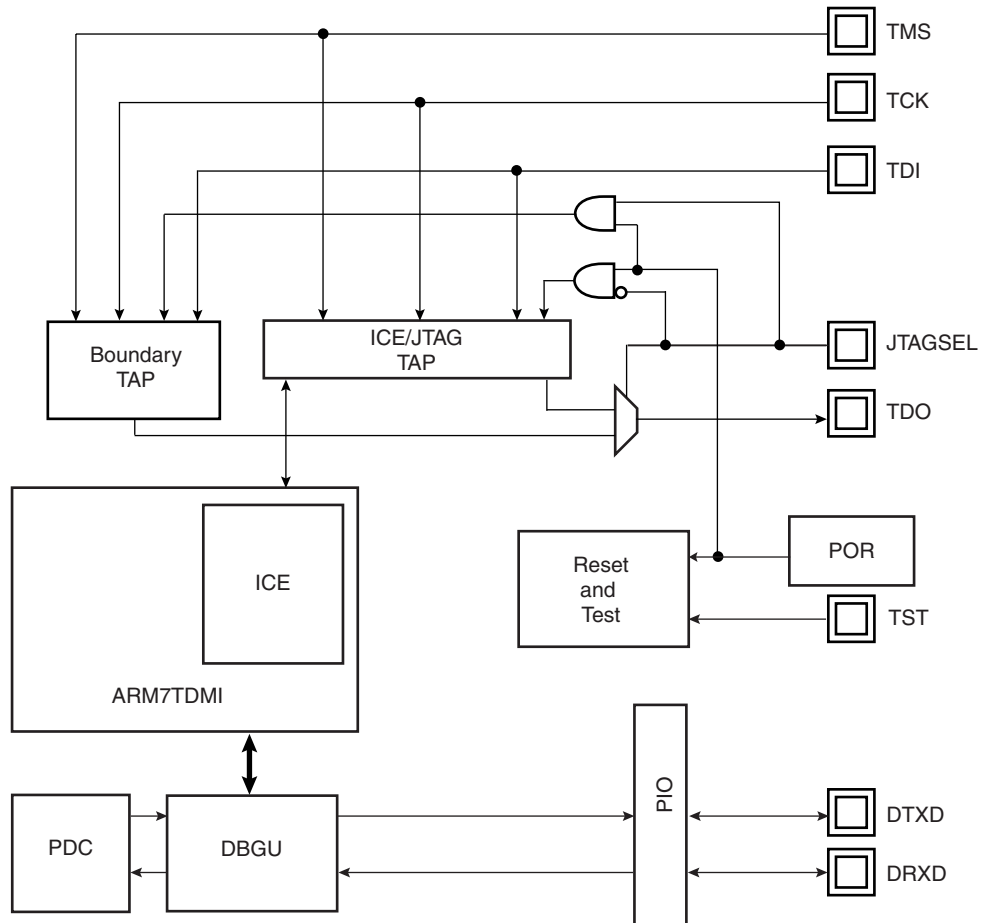 TMS
TCK
TDI
Boundary
TAP
ICE/JTAG
TAP
JTAGSEL
TDO
ICE
ARM7TDMI
Reset
and
Test
POR
TST
PDC
DBGU
PIO
DTXD
DRXD